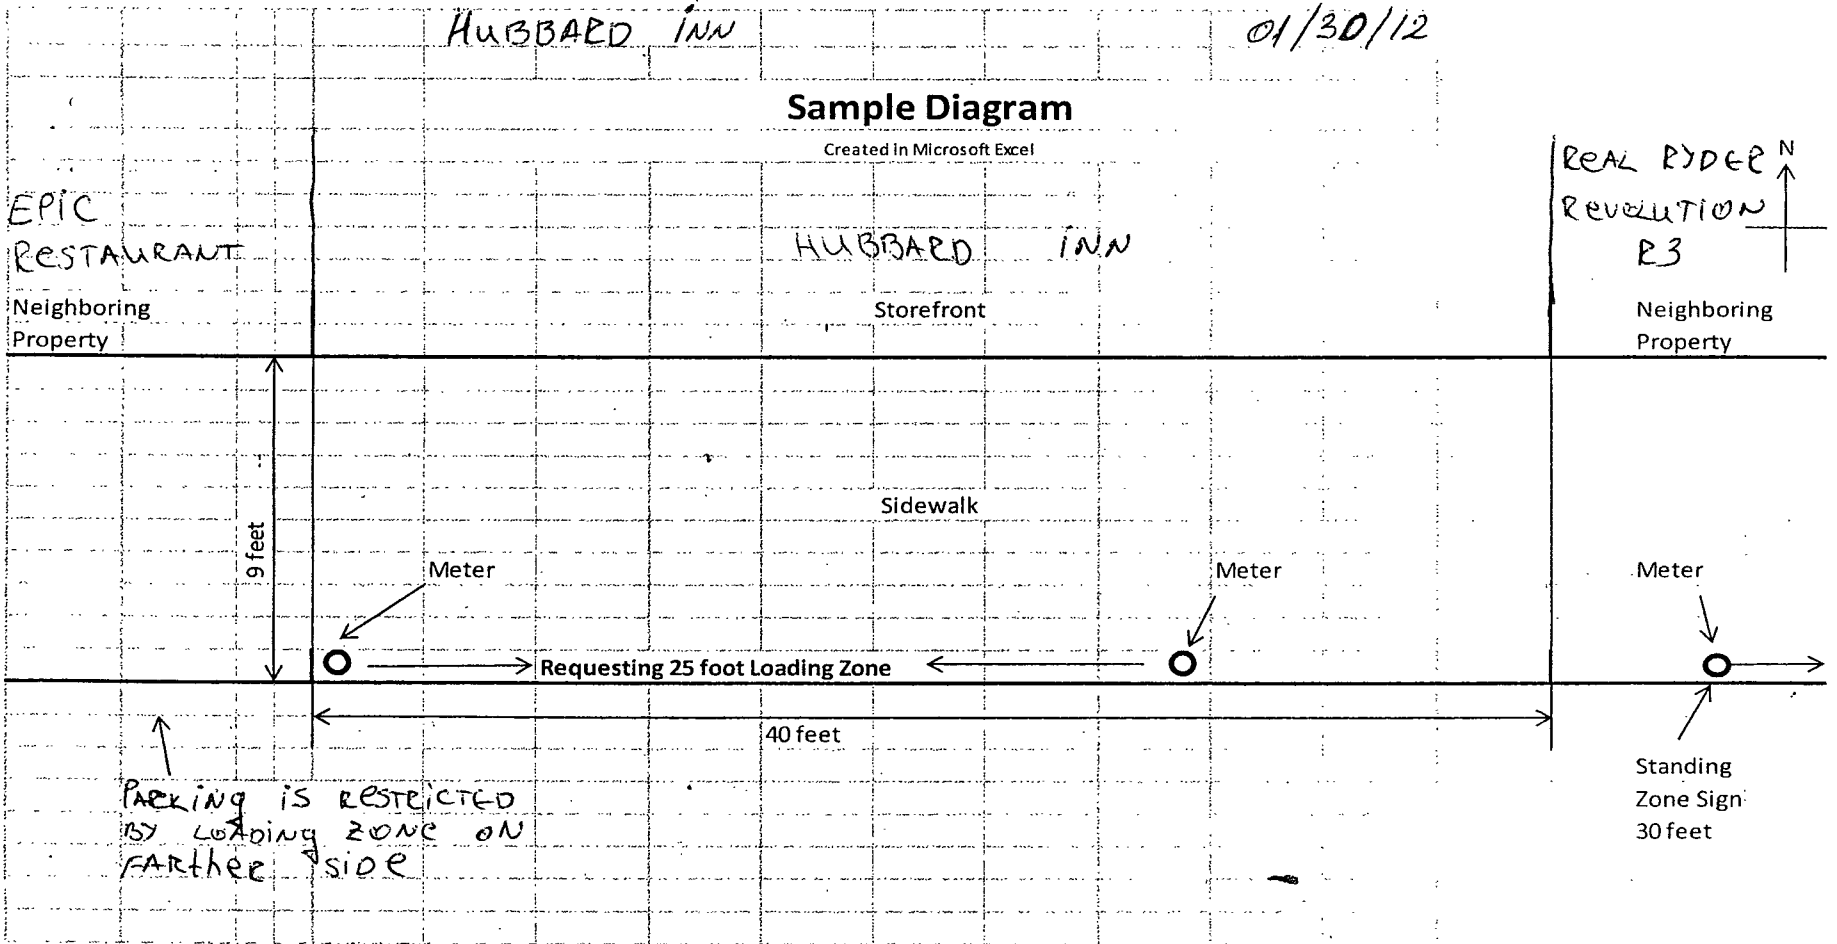 HUBBARD INN 01/30/12
Sample Diagram
Created in Microsoft Excel
REAL RYDER
REVOLUTION
R3
N
EPIC
RESTAURANT
HUBBARD INN
Neighboring
Property
Storefront
Neighboring
Property
Sidewalk
9 feet
Meter
Meter
Meter
Requesting 25 foot Loading Zone
40 feet
PARKING IS RESTRICTED
BY LOADING ZONE ON
FARTHER SIDE
Standing
Zone Sign
30 feet